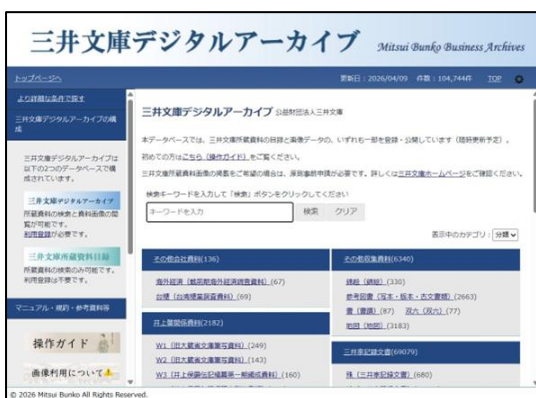 三井文庫デジタルアーカイブ Mitsui Bunko Business Archives
トップページへ
更新日：2026/04/09 件数：104,744件 TOP
より詳細な条件で探す
三井文庫デジタルアーカイブの構成
三井文庫デジタルアーカイブは
以下の2つのデータベースで構
成されています。
三井文庫デジタルアーカイブ
所蔵資料の検索と資料画像の閲
覧が可能です。
利用登録が必要です。
三井文庫所蔵資料目録
所蔵資料の検索のみ可能です。
利用登録は不要です。
マニュアル・規約・参考資料等
操作ガイド
画像利用について
三井文庫デジタルアーカイブ 公益財団法人三井文庫
本データベースでは、三井文庫所蔵資料の目録と画像データの、いずれも一部を登録・公開しています（随時更新予定）。
初めての方はこちら（操作ガイド）をご覧ください。
三井文庫所蔵資料画像の掲載をご希望の場合は、原則事前申請が必要です。詳しくは三井文庫ホームページをご確認ください。
検索キーワードを入力して「検索」ボタンをクリックしてください
キーワードを入力 検索 クリア
表示中のカテゴリ： 分類
その他会社資料(136)
海外経済（戦前期海外経済調査資料）(67)
台糖（台湾糖業調査資料）(69)
井上馨関係資料(2182)
W1（旧大蔵省文庫筆写資料）(249)
W2（旧大蔵省文庫筆写資料）(143)
W3（井上侯爵伝記編纂第一期編成資料）(160)
その他収集資料(6340)
錦絵（錦絵）(330)
参考図書（写本・版本・古文書類）(2663)
書（書蹟）(87) 双六（双六）(77)
地図（地図）(3183)
三井家記録文書(69079)
殊（三井家記録文書）(680)
© 2026 Mitsui Bunko All Rights Reserved.